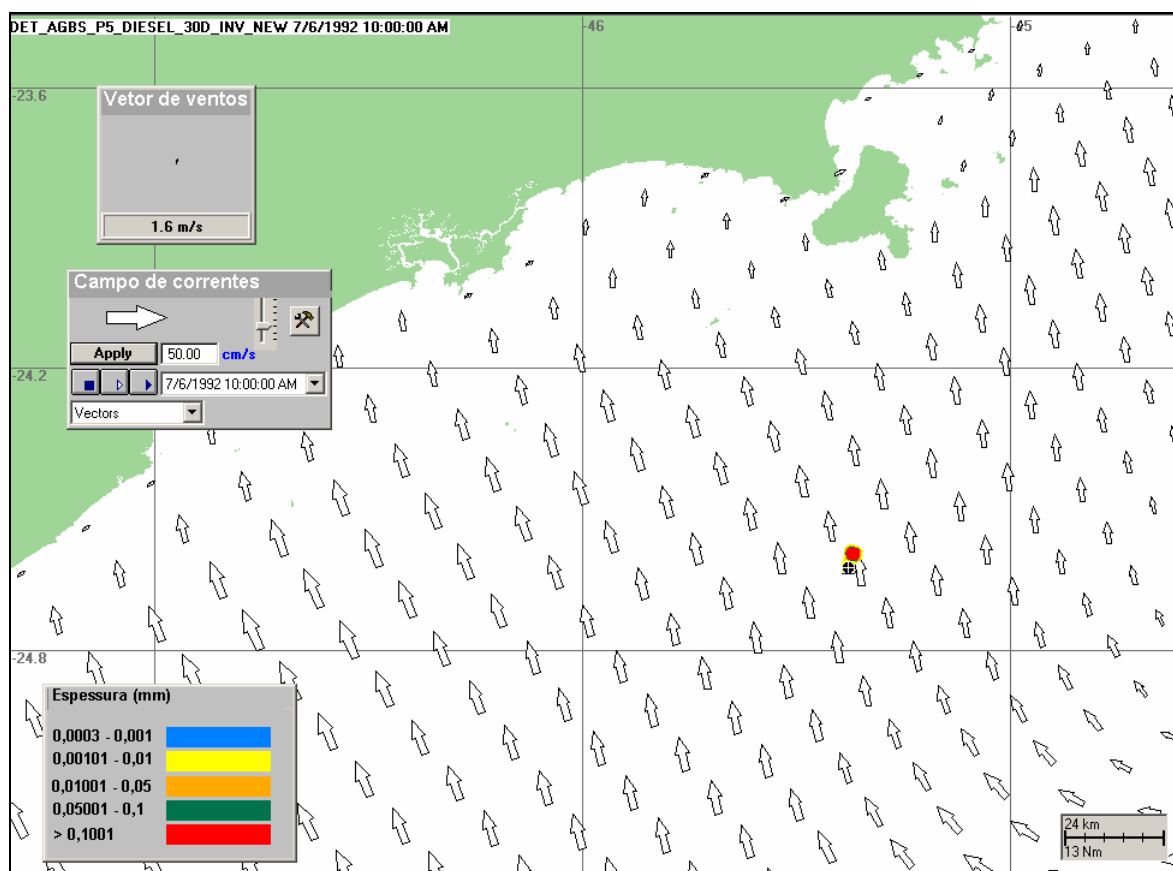 DET_AGBS_P5_DIESEL_30D_INV_NEW 7/6/1992 10:00:00 AM
-46
-45
-23.6
Vetor de ventos
1.6 m/s
Campo de correntes
Apply
50.00
cm/s
7/6/1992 10:00:00 AM
Vectors
-24.2
-24.8
Espessura (mm)
0,0003 - 0,001
0,00101 - 0,01
0,01001 - 0,05
0,05001 - 0,1
> 0,1001
24 km
13 Nm